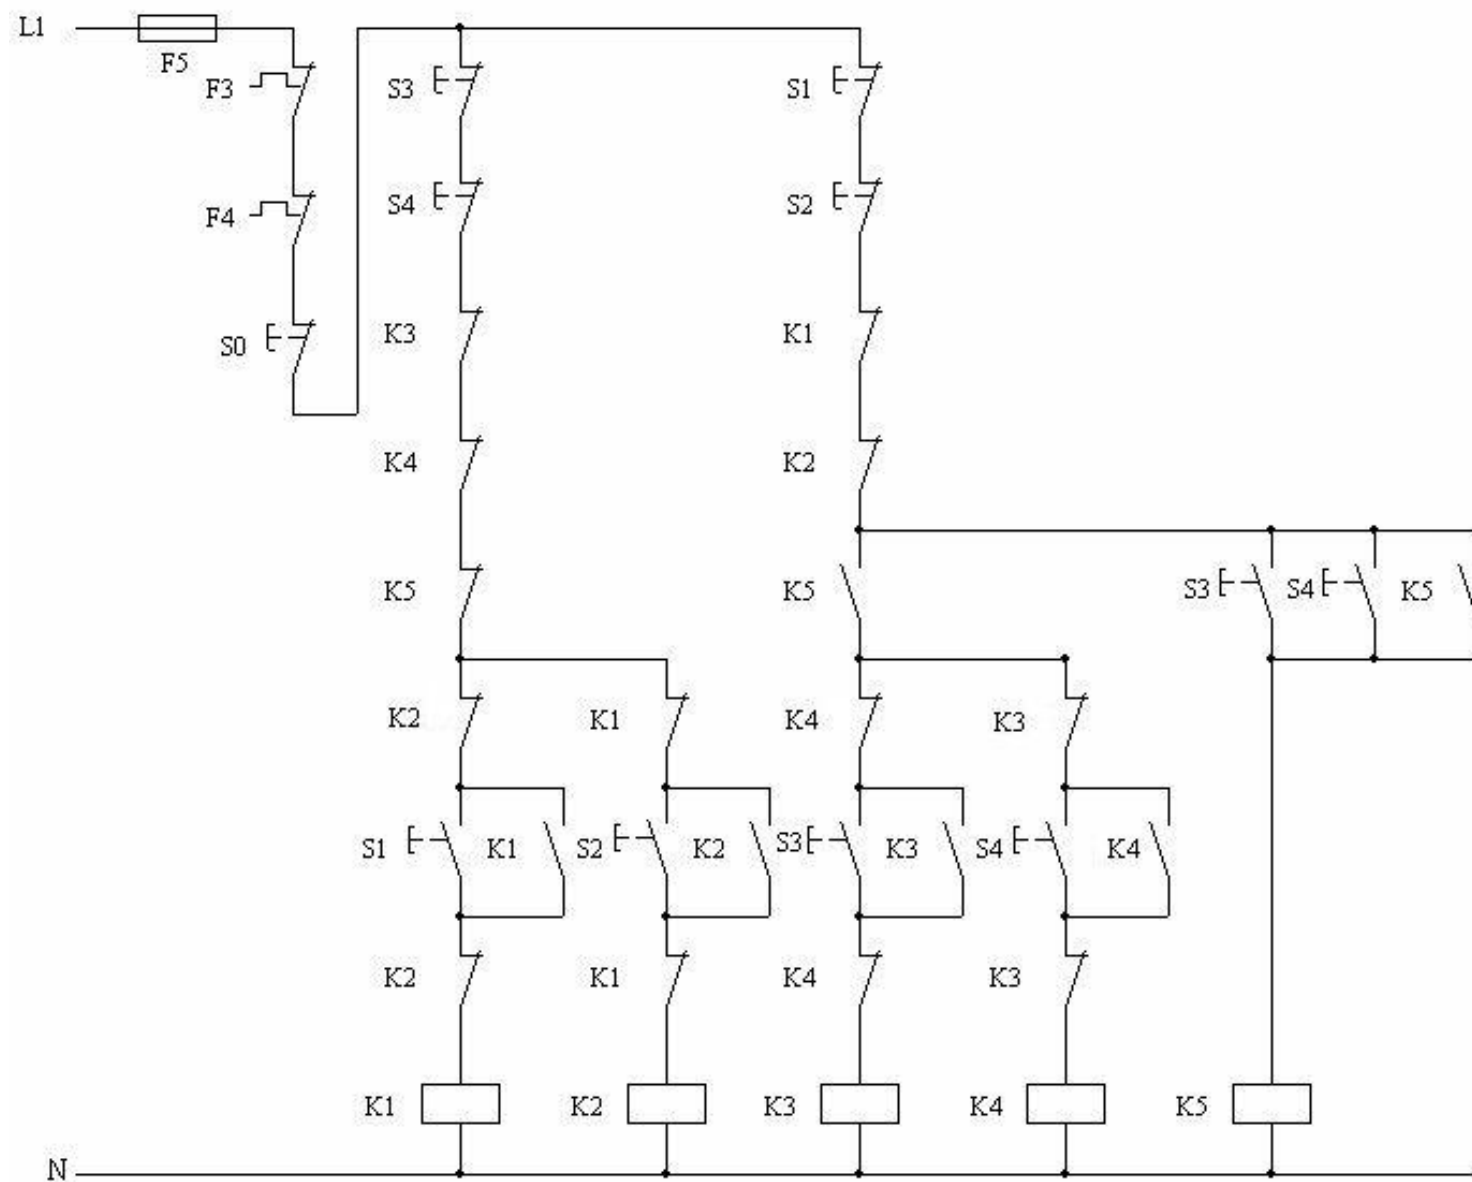 L1
F5
F3 S3 S1
F4 S4 S2
S0 K3 K1
K4 K2
K5 K5 S3 S4 K5
K2 K1 K4 K3
S1 K1 S2 K2 S3 K3 S4 K4
K2 K1 K4 K3
K1 K2 K3 K4 K5
N